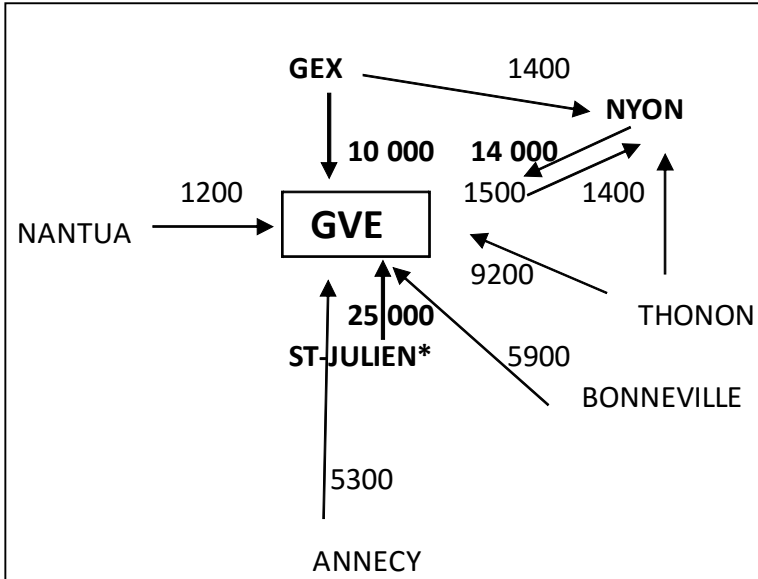 GEX
1400
NYON
10 000
14 000
1200
1500
1400
NANTUA
GVE
9200
25 000
THONON
ST-JULIEN*
5900
BONNEVILLE
5300
ANNECY